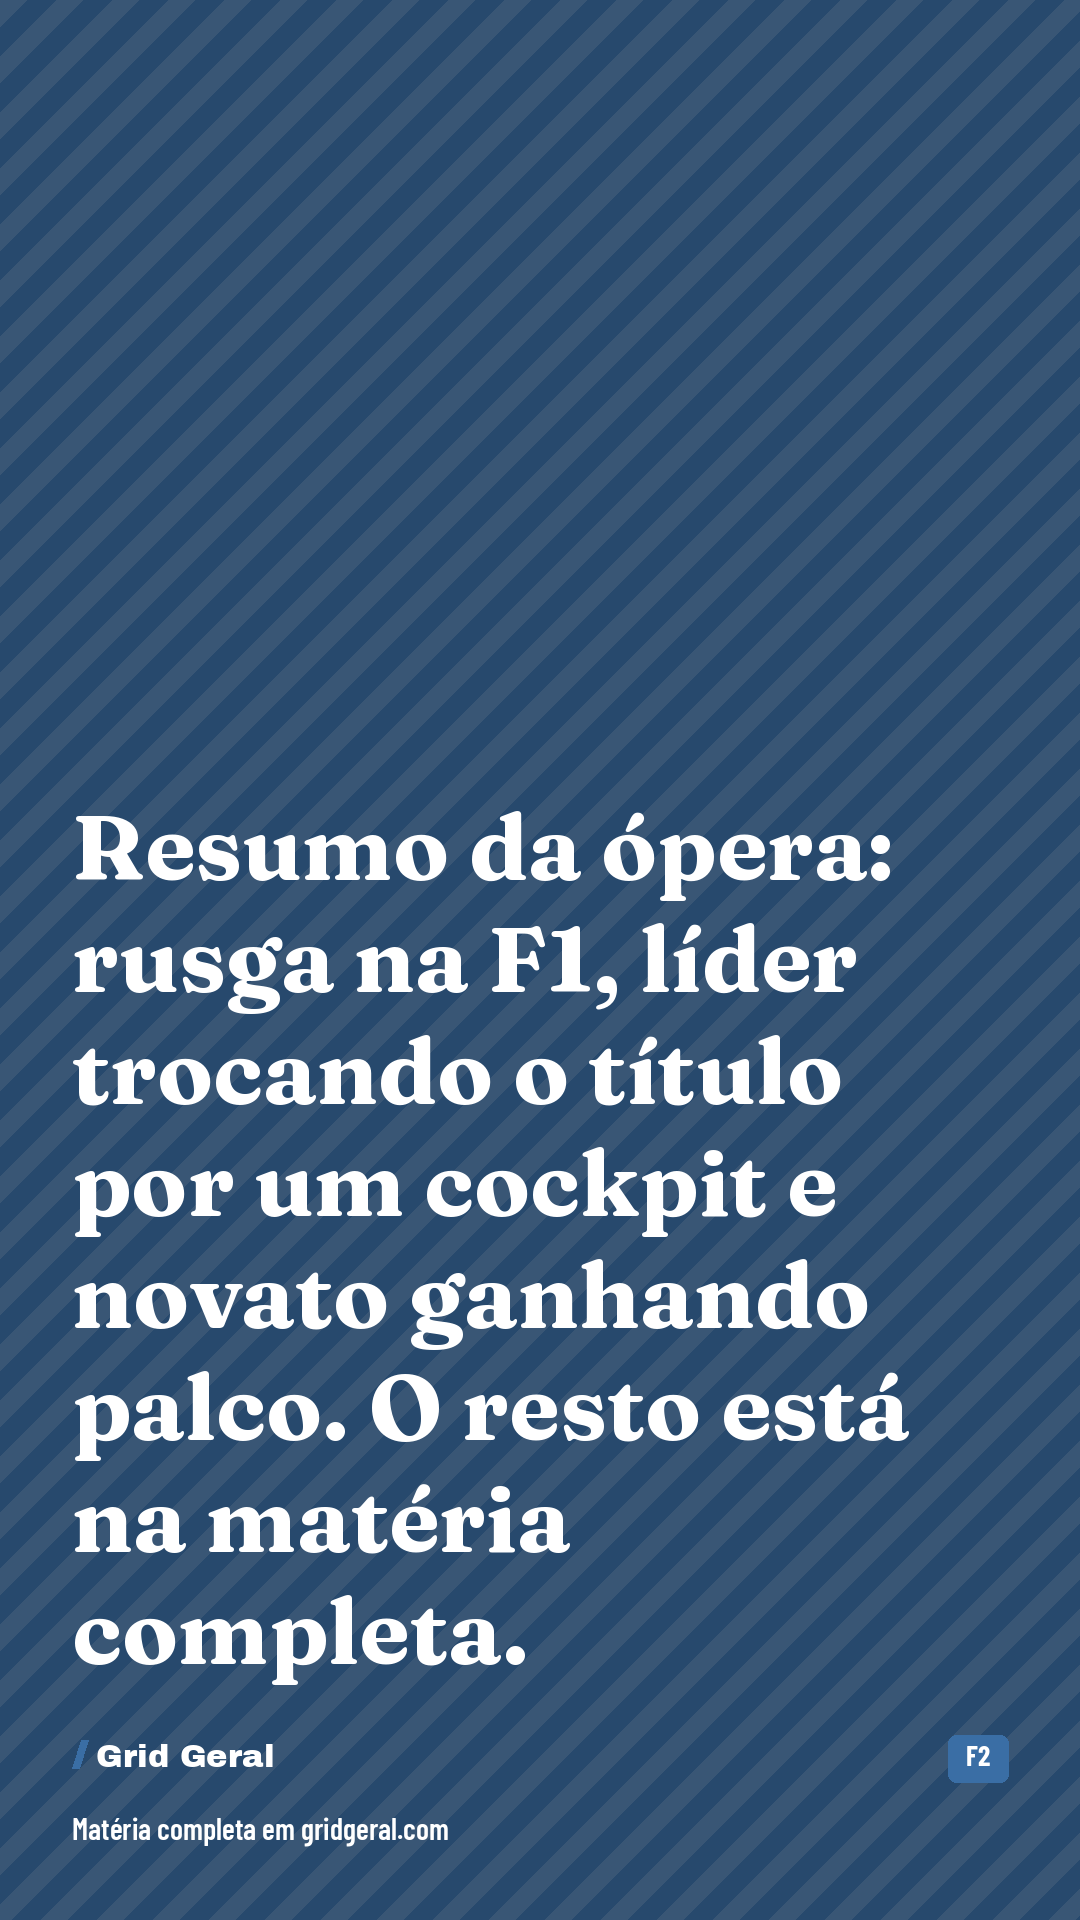 Resumo da ópera:
rusga na F1, líder
trocando o título
por um cockpit e
novato ganhando
palco. O resto está
na matéria
completa.
/ Grid Geral
F2
Matéria completa em gridgeral.com